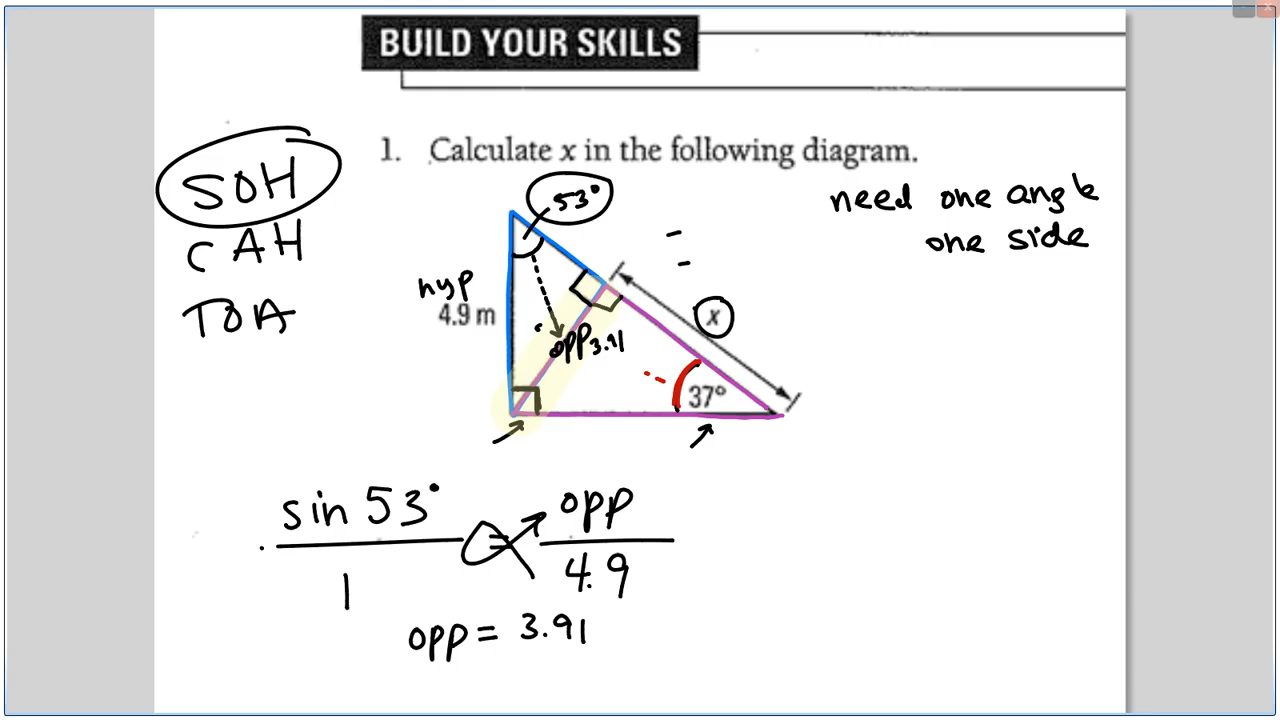 BUILD YOUR SKILLS
1. Calculate x in the following diagram.
SOH
CAH
TOA
need one angle
one side
53°
hyp
4.9 m
opp 3.91
x
37°
sin 53° = opp
1 4.9
opp = 3.91